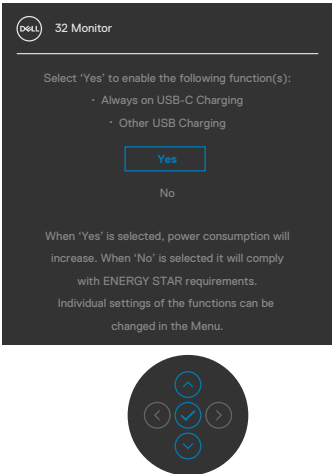 DELL
32 Monitor
Select ‘Yes’ to enable the following function(s):
· Always on USB-C Charging
· Other USB Charging
Yes
No
When ‘Yes’ is selected, power consumption will
increase. When ‘No’ is selected it will comply
with ENERGY STAR requirements.
Individual settings of the functions can be
changed in the Menu.